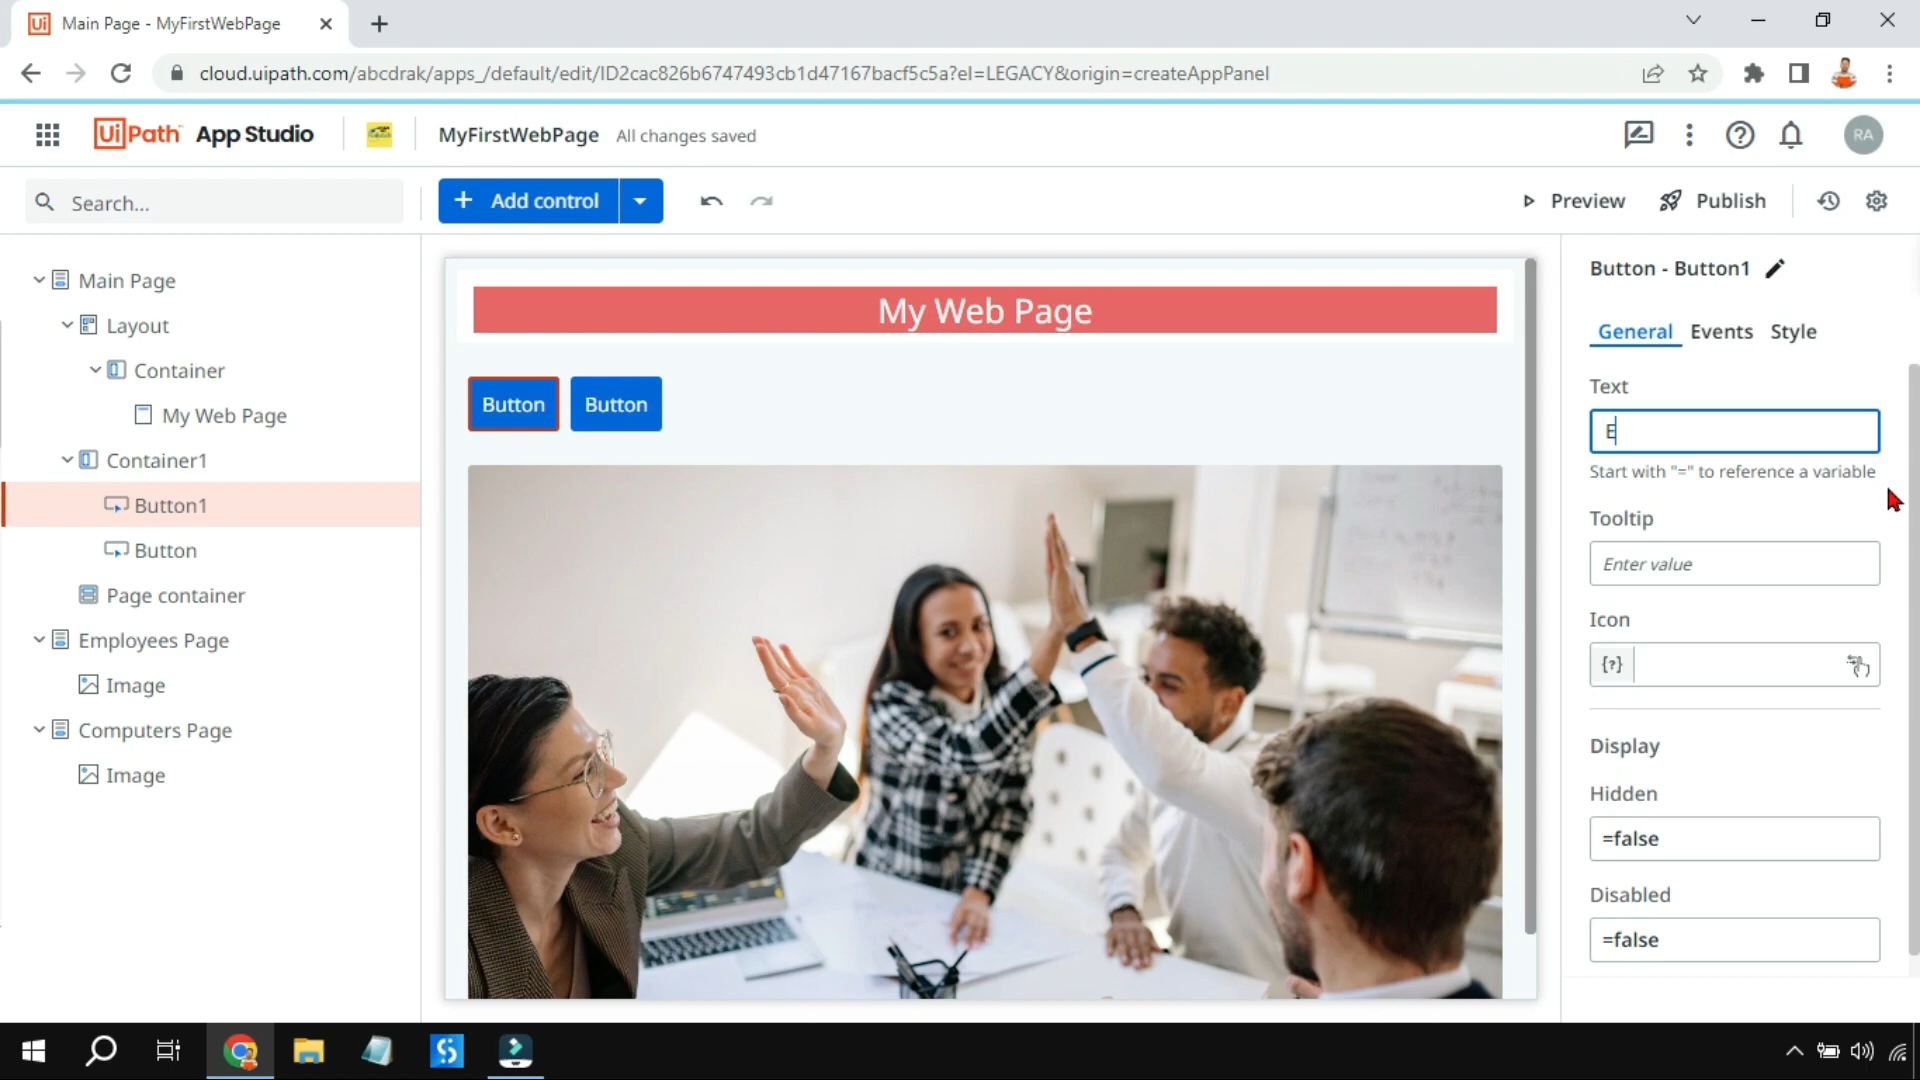 Main Page - MyFirstWebPage
cloud.uipath.com/abcdrak/apps_/default/edit/ID2cac826b6747493cb1d47167bacf5c5a?el=LEGACY&origin=createAppPanel
UiPath App Studio
MyFirstWebPage All changes saved
RA
Search...
Add control
Preview
Publish
Main Page
Layout
Container
My Web Page
Container1
Button1
Button
Page container
Employees Page
Image
Computers Page
Image
My Web Page
Button Button
Button - Button1
General Events Style
Text
E
Start with "=" to reference a variable
Tooltip
Enter value
Icon
{?}
Display
Hidden
=false
Disabled
=false